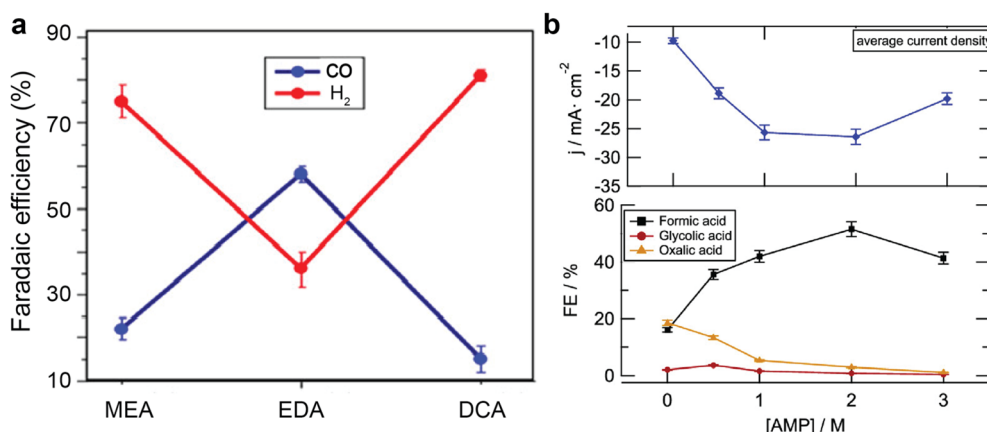 a
Faradaic efficiency (%)
90
70
50
30
10
CO
H₂
MEA EDA DCA
b
average current density
j / mA· cm⁻²
-10
-15
-20
-25
-30
-35
Formic acid
Glycolic acid
Oxalic acid
FE / %
60
40
20
0
0 1 2 3
[AMP] / M